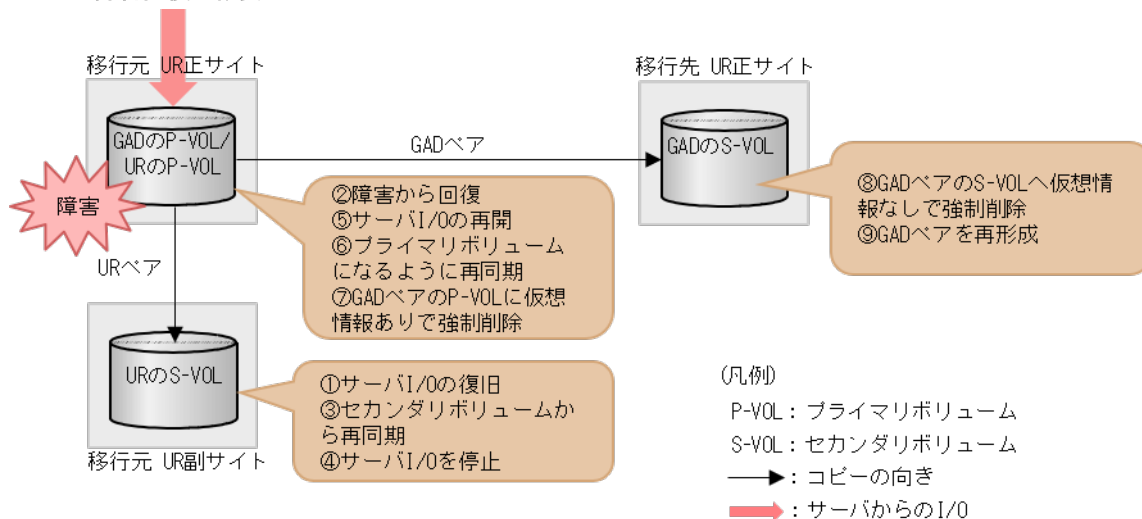 移行元 UR正サイト
移行先 UR正サイト
GADのP-VOL/
URのP-VOL
GADペア
GADのS-VOL
障害
②障害から回復
⑤サーバI/Oの再開
⑥プライマリボリューム
になるように再同期
⑦GADペアのP-VOLに仮想
情報ありで強制削除
⑧GADペアのS-VOLへ仮想情
報なしで強制削除
⑨GADペアを再形成
URペア
URのS-VOL
①サーバI/Oの復旧
③セカンダリボリュームか
ら再同期
④サーバI/Oを停止
移行元 UR副サイト
(凡例)
P-VOL：プライマリボリューム
S-VOL：セカンダリボリューム
：コピーの向き
：サーバからのI/O